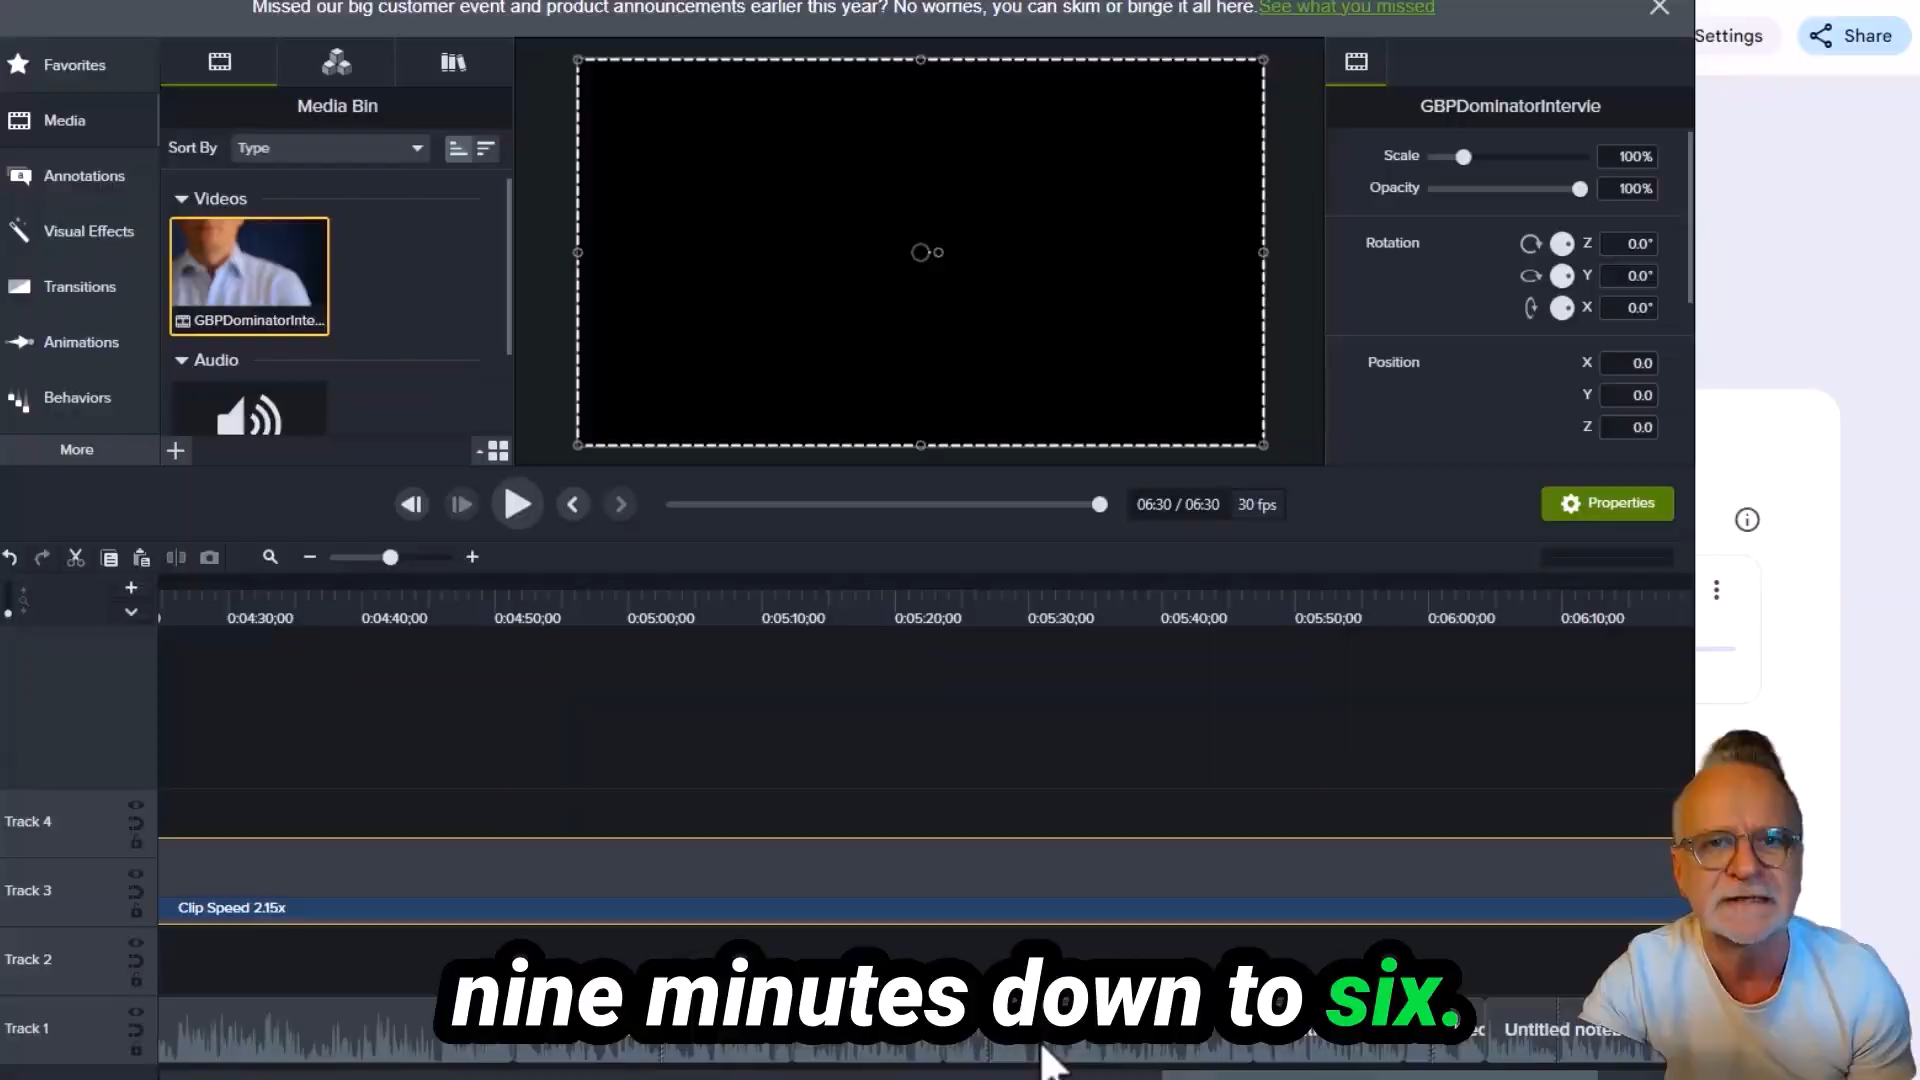 Missed our big customer event and product announcements earlier this year? No worries, you can skim or binge it all here. See what you missed
Settings
Share
Favorites
Media
Annotations
Visual Effects
Transitions
Animations
Behaviors
More
Media Bin
Sort By
Type
Videos
GBPDominatorInte...
Audio
GBPDominatorIntervie
Scale
100%
Opacity
100%
Rotation
Z
0.0°
Y
0.0°
X
0.0°
Position
X
0.0
Y
0.0
Z
0.0
06:30 / 06:30
30 fps
Properties
0:04:30;00
0:04:40;00
0:04:50;00
0:05:00;00
0:05:10;00
0:05:20;00
0:05:30;00
0:05:40;00
0:05:50;00
0:06:00;00
0:06:10;00
Track 4
Track 3
Clip Speed 2.15x
Track 2
nine minutes down to six.
Track 1
Untitled note